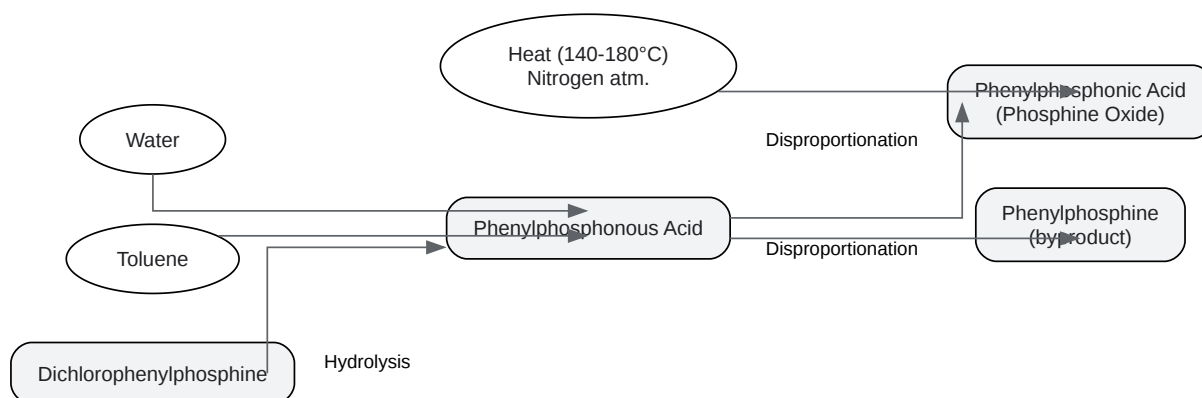 Heat (140-180°C)
Nitrogen atm.
Phenylphosphonic Acid
(Phosphine Oxide)
Water
Disproportionation
Phenylphosphonous Acid
Phenylphosphine
(byproduct)
Toluene
Disproportionation
Dichlorophenylphosphine
Hydrolysis